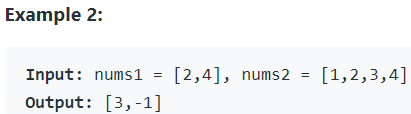 Example 2:
Input: nums1 = [2,4], nums2 = [1,2,3,4]
Output: [3,-1]